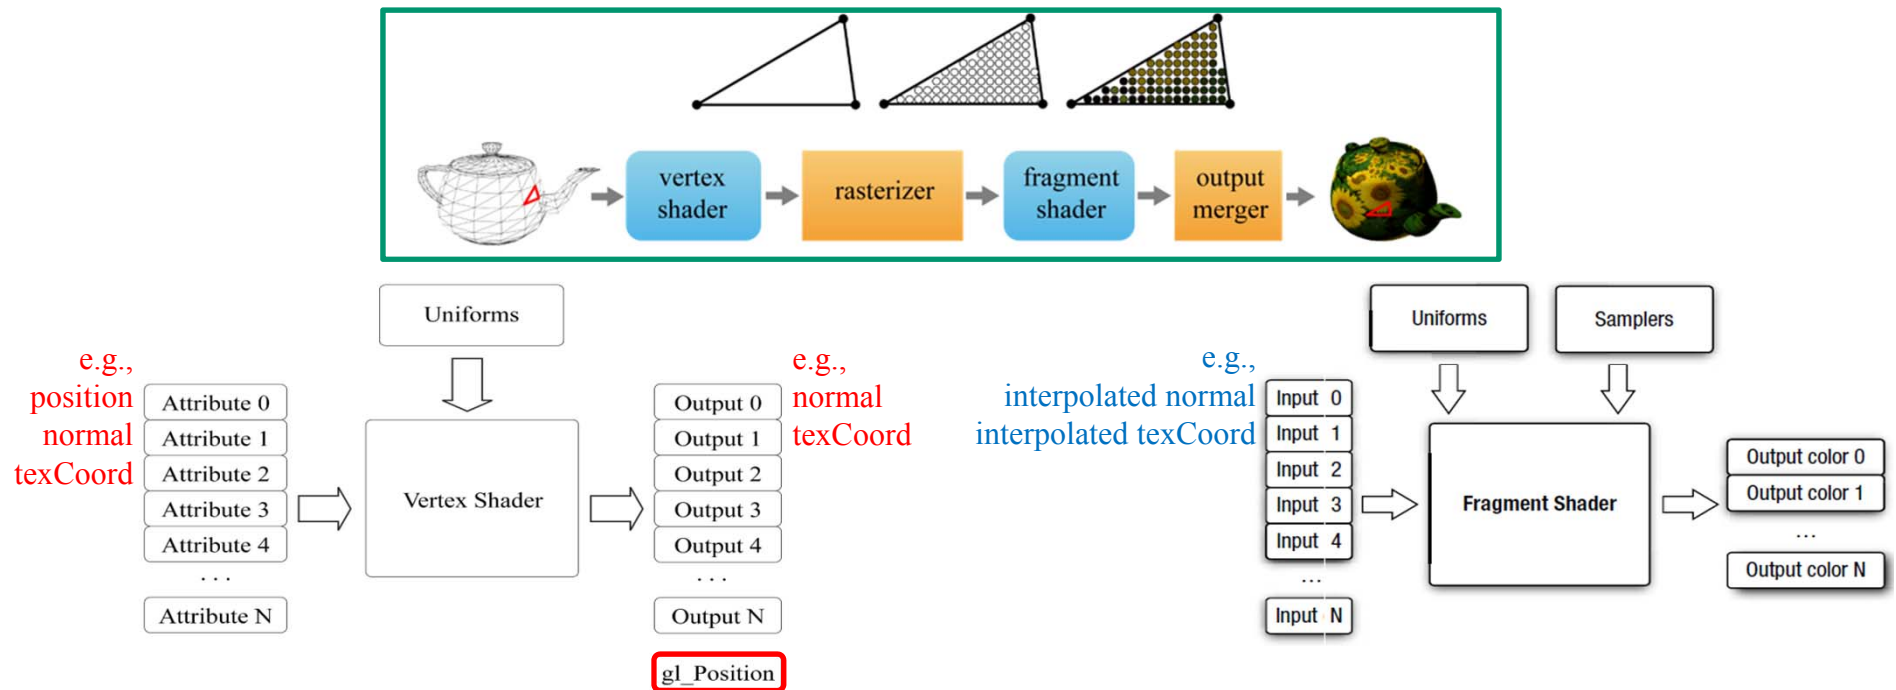 vertex
shader
rasterizer
fragment
shader
output
merger
Uniforms
e.g.,
position
normal
texCoord
Attribute 0
Attribute 1
Attribute 2
Attribute 3
Attribute 4
. . .
Attribute N
Vertex Shader
Output 0
Output 1
Output 2
Output 3
Output 4
. . .
Output N
gl_Position
e.g.,
normal
texCoord
e.g.,
interpolated normal
interpolated texCoord
Uniforms
Samplers
Input 0
Input 1
Input 2
Input 3
Input 4
...
Input N
Fragment Shader
Output color 0
Output color 1
...
Output color N